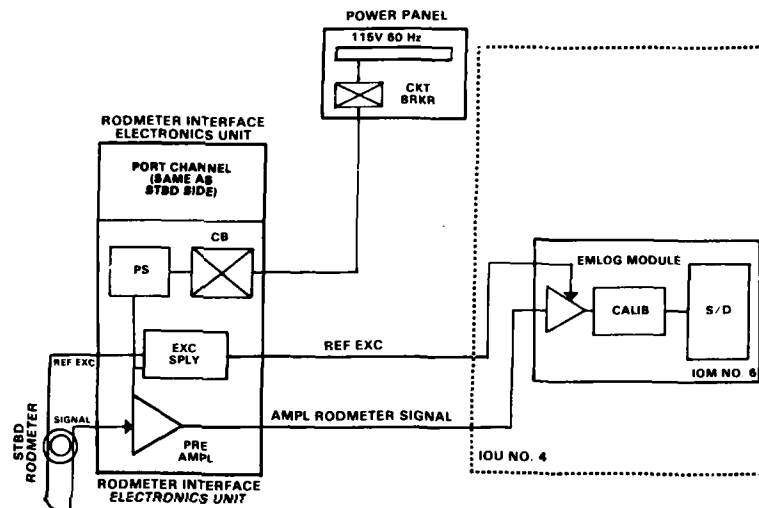 POWER PANEL
115V 60 Hz
CKT
BRKR
RODMETER INTERFACE
ELECTRONICS UNIT
PORT CHANNEL
(SAME AS
STBD SIDE)
CB
PS
EMLOG MODULE
CALIB
S/D
IOM NO. 6
EXC
SPLY
REF EXC
REF EXC
SIGNAL
STBD
RODMETER
AMPL RODMETER SIGNAL
PRE
AMPL
IOU NO. 4
RODMETER INTERFACE
ELECTRONICS UNIT